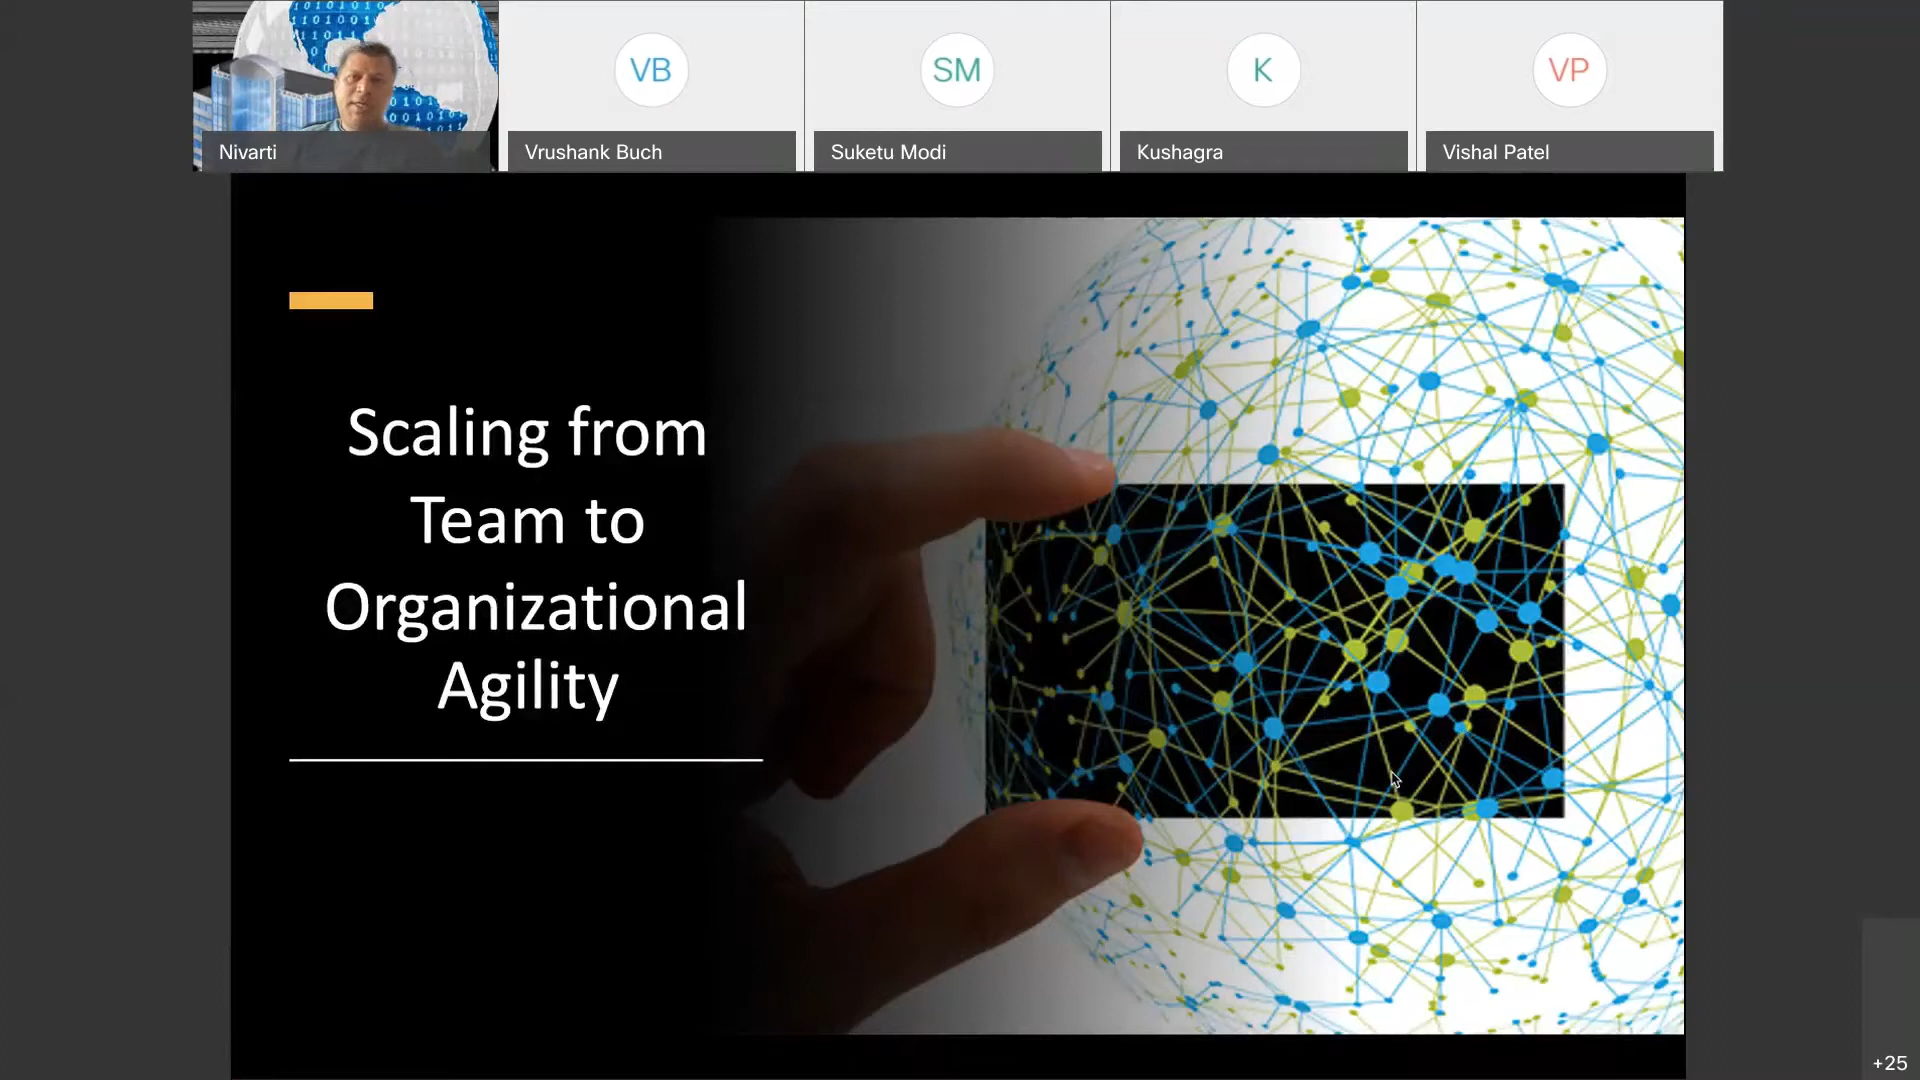 Nivarti
VB
Vrushank Buch
SM
Suketu Modi
K
Kushagra
VP
Vishal Patel
Scaling from
Team to
Organizational
Agility
+25